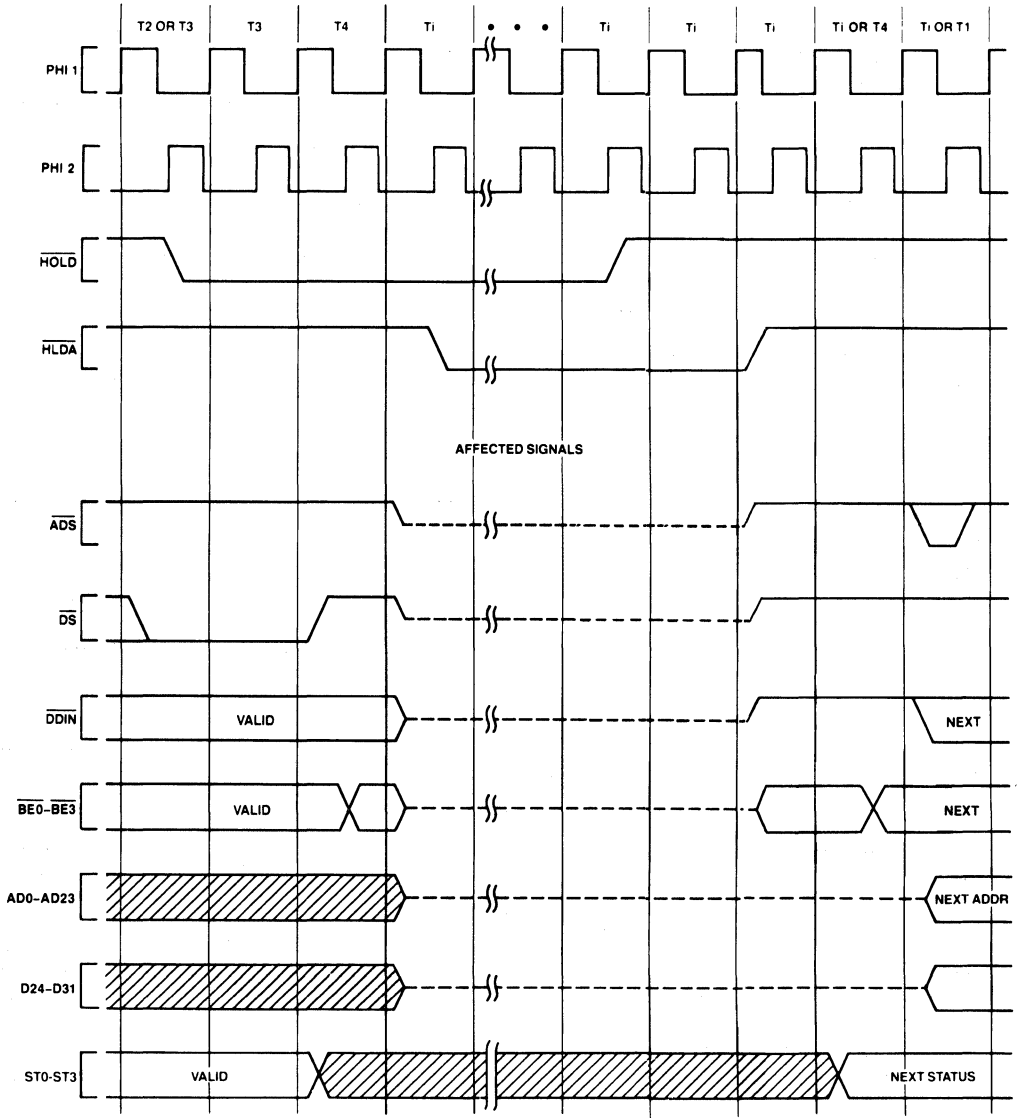 T2 OR T3 T3 T4 Ti • • • Ti Ti Ti Ti OR T4 Ti OR T1
PHI 1
PHI 2
HOLD
HLDA
AFFECTED SIGNALS
ADS
DS
DDIN VALID NEXT
BE0-BE3 VALID NEXT
AD0-AD23 NEXT ADDR
D24-D31
ST0-ST3 VALID NEXT STATUS